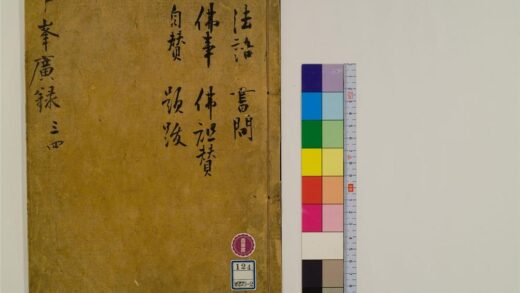 法語 書問
佛事 佛祖賛
自賛 題跋
峯廣録 三四